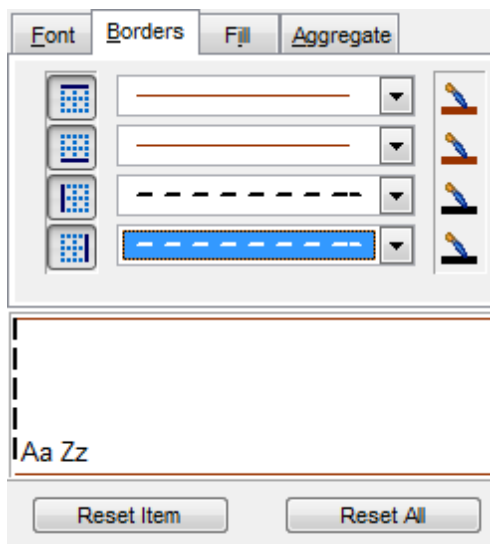 Font Borders Fill Aggregate
Aa Zz
Reset Item Reset All